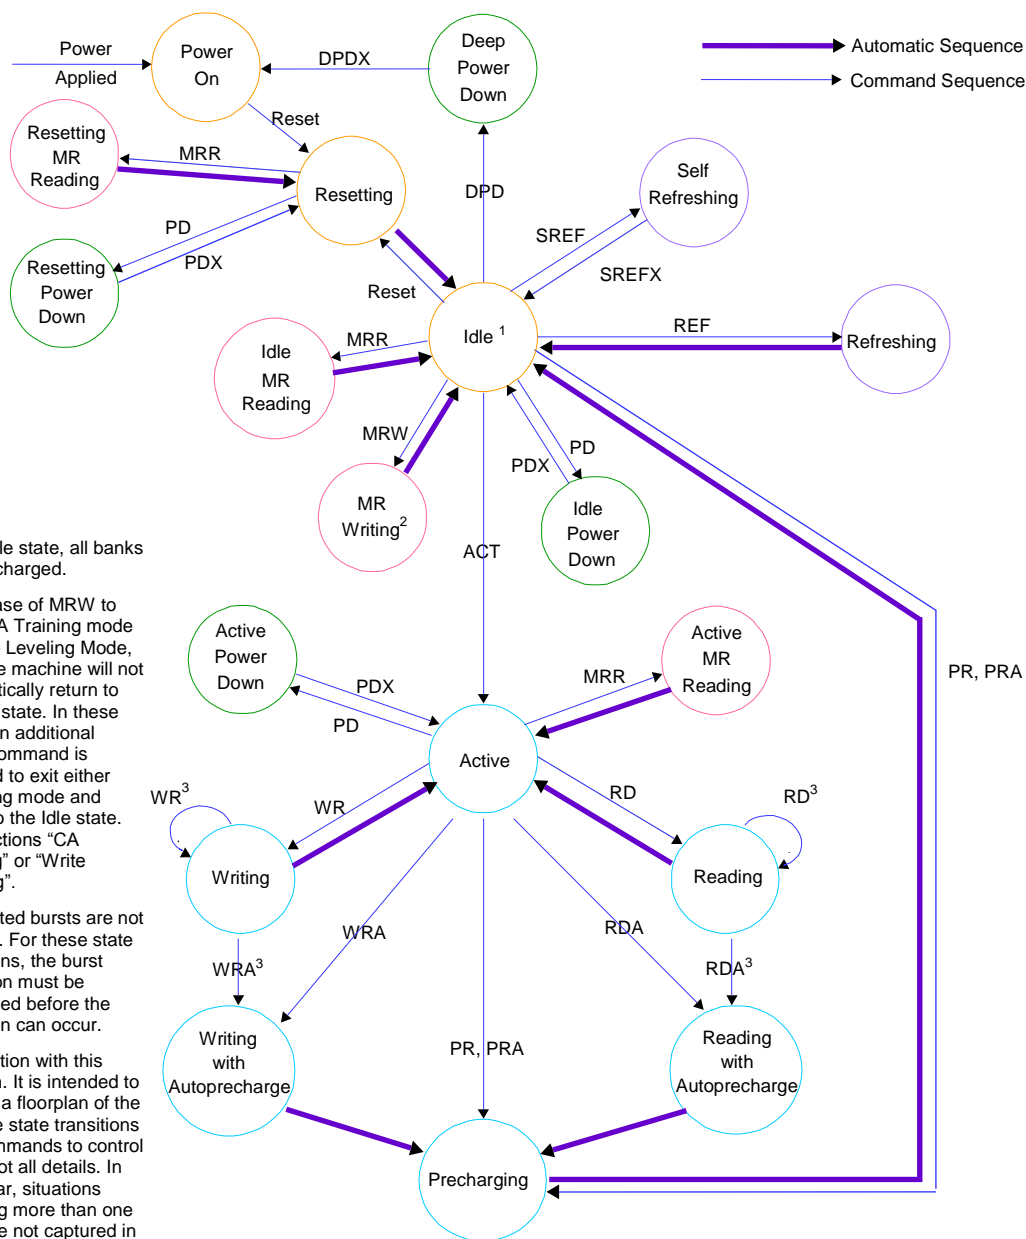 Power
Applied
Power
On
DPDX
Deep
Power
Down
Automatic Sequence
Command Sequence
Reset
Resetting
MR
Reading
MRR
Resetting
DPD
Self
Refreshing
PD
PDX
SREF
SREFX
Resetting
Power
Down
Reset
Idle 1
REF
Refreshing
MRR
Idle
MR
Reading
MRW
PD
PDX
MR
Writing2
Idle
Power
Down
ACT
le state, all banks
charged.
ase of MRW to
A Training mode
Leveling Mode,
e machine will not
tically return to
state. In these
n additional
ommand is
d to exit either
ng mode and
o the Idle state.
ctions “CA
g” or “Write
g”.
ted bursts are not
. For these state
ns, the burst
on must be
ed before the
n can occur.
tion with this
n. It is intended to
a floorplan of the
e state transitions
mmands to control
ot all details. In
ar, situations
g more than one
e not captured in
Active
Power
Down
PDX
PD
MRR
Active
MR
Reading
PR, PRA
Active
WR3
WR
RD
RD3
Writing
Reading
WRA3
WRA
RDA
RDA3
Writing
with
Autoprecharge
PR, PRA
Reading
with
Autoprecharge
Precharging